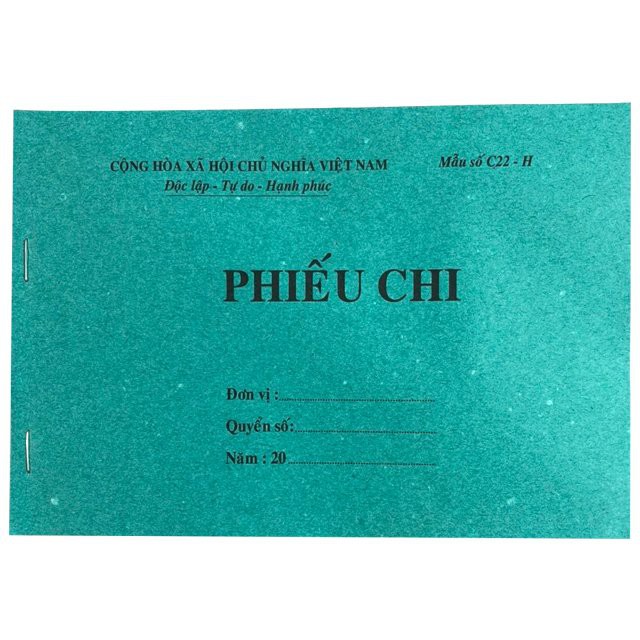 CỘNG HÒA XÃ HỘI CHỦ NGHĨA VIỆT NAM
Mẫu số C22 - H
Độc lập - Tự do - Hạnh phúc
PHIẾU CHI
Đơn vị :
Quyển số:
Năm : 20